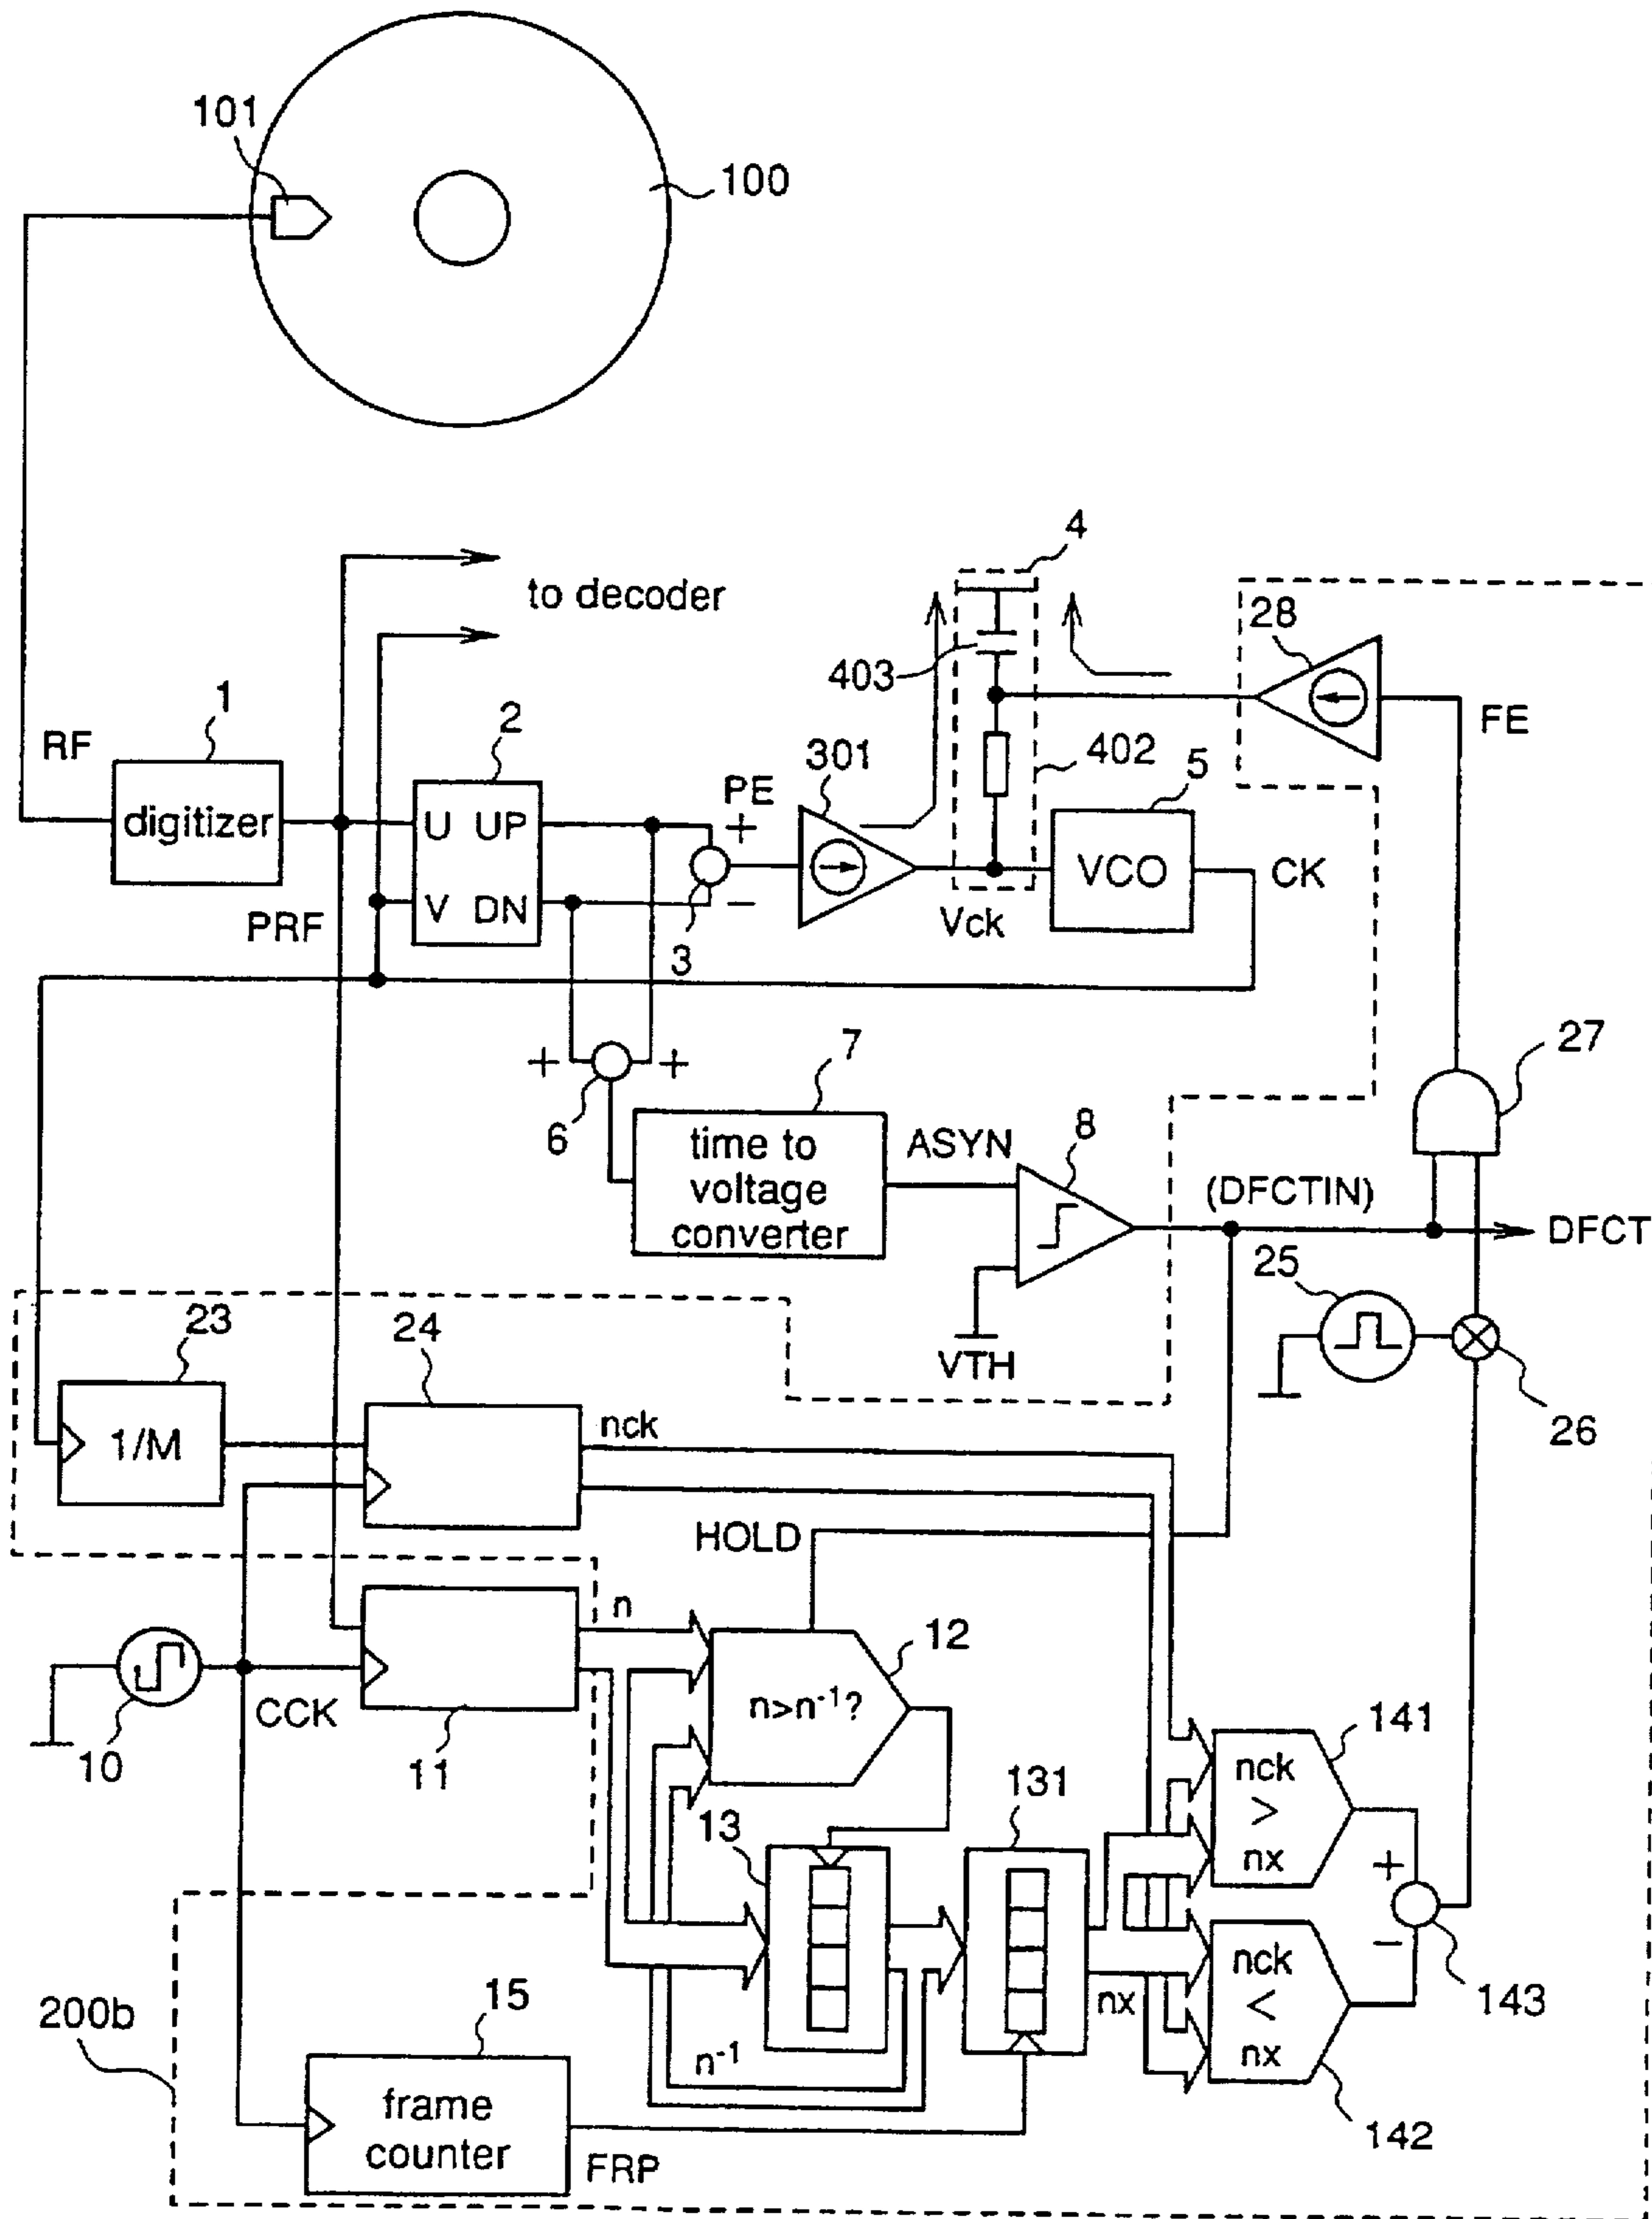 101
100
4
to decoder
28
403
1
2
RF
FE
402
301
5
PE
+
digitizer
U UP
VCO
CK
V DN
−
PRF
Vck
3
27
7
+ +
6
8
time to
voltage
converter
ASYN
(DFCTIN)
DFCT
25
23
24
VTH
26
nck
1/M
HOLD
n
12
n>n-1?
CCK
141
10
11
131
nck
>
nx
13
+
−
nck
<
nx
15
nx
143
200b
n-1
frame
counter
142
FRP